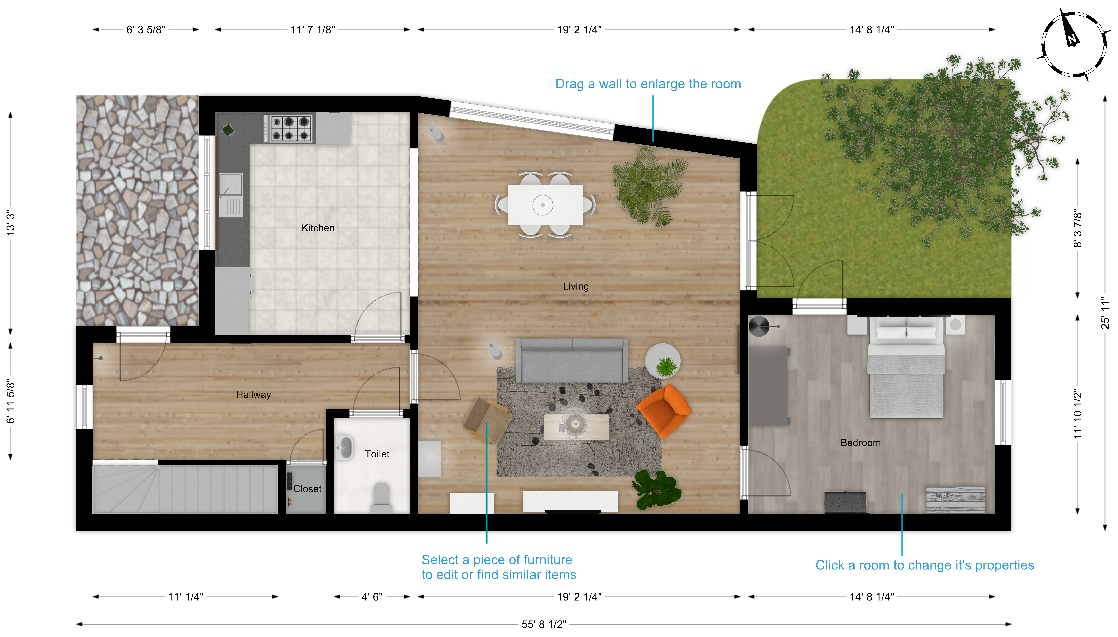 6' 3 5/8"
11' 7 1/8"
19' 2 1/4"
14' 8 1/4"
N
Drag a wall to enlarge the room
13' 3"
Kitchen
8' 3 7/8"
Living
25' 11"
6' 11 5/8"
Hallway
11' 10 1/2"
Bedroom
Toilet
Closet
Select a piece of furniture
to edit or find similar items
Click a room to change it's properties
11' 1/4"
4' 6"
19' 2 1/4"
14' 8 1/4"
55' 8 1/2"